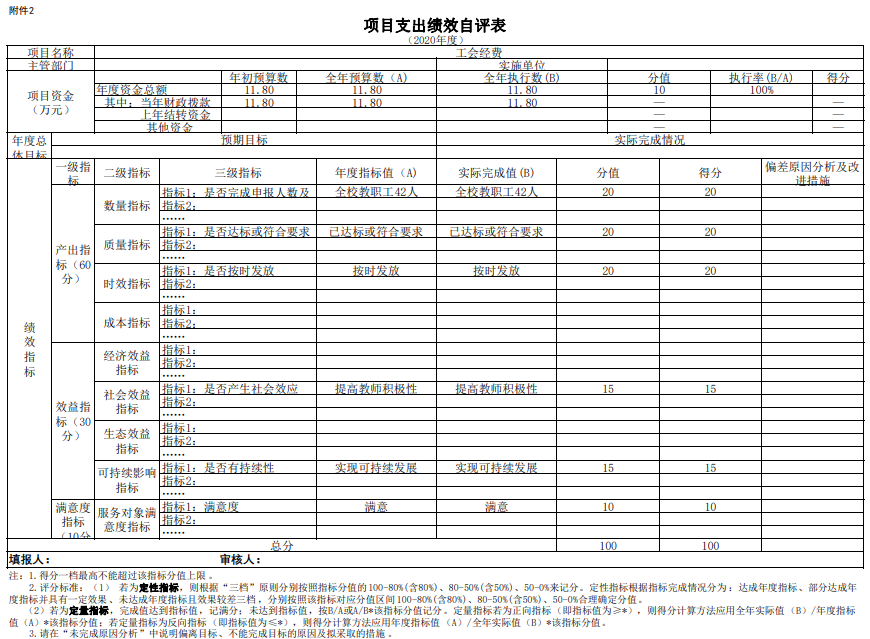 附件2
项目支出绩效自评表
（2020年度）
项目名称 工会经费
主管部门 实施单位
项目资金（万元） 年初预算数 全年预算数（A） 全年执行数(B) 分值 执行率(B/A) 得分
年度资金总额 11.80 11.80 11.80 10 100%
其中：当年财政拨款 11.80 11.80 11.80 — —
上年结转资金 — —
其他资金 — —
年度总体目标 预期目标 实际完成情况
绩效指标 一级指标 二级指标 三级指标 年度指标值（A） 实际完成值(B) 分值 得分 偏差原因分析及改进措施
产出指标（60分） 数量指标 指标1：是否完成申报人数及 全校教职工42人 全校教职工42人 20 20
指标2：
……
质量指标 指标1：是否达标或符合要求 已达标或符合要求 已达标或符合要求 20 20
指标2：
……
时效指标 指标1：是否按时发放 按时发放 按时发放 20 20
指标2：
……
成本指标 指标1：
指标2：
……
效益指标（30分） 经济效益指标 指标1：
指标2：
……
社会效益指标 指标1：是否产生社会效应 提高教师积极性 提高教师积极性 15 15
指标2：
……
生态效益指标 指标1：
指标2：
……
可持续影响指标 指标1：是否有持续性 实现可持续发展 实现可持续发展 15 15
指标2：
……
满意度指标（10分 服务对象满意度指标 指标1：满意度 满意 满意 10 10
指标2：
……
总分 100 100
填报人： 审核人：
注：1.得分一档最高不能超过该指标分值上限。
2.评分标准：（1） 若为定性指标，则根据“三档”原则分别按照指标分值的100-80%(含80%)、80-50%(含50%)、50-0%来记分。定性指标根据指标完成情况分为：达成年度指标、部分达成年
度指标并具有一定效果、未达成年度指标且效果较差三档，分别按照该指标对应分值区间100-80%(含80%)、80-50%(含50%)、50-0%合理确定分值。
（2）若为定量指标，完成值达到指标值，记满分；未达到指标值，按B/A或A/B*该指标分值记分。定量指标若为正向指标（即指标值为≥*），则得分计算方法应用全年实际值（B）/年度指标
值（A）*该指标分值；若定量指标为反向指标（即指标值为≤*），则得分计算方法应用年度指标值（A）/全年实际值（B）*该指标分值。
3.请在“未完成原因分析”中说明偏离目标、不能完成目标的原因及拟采取的措施。